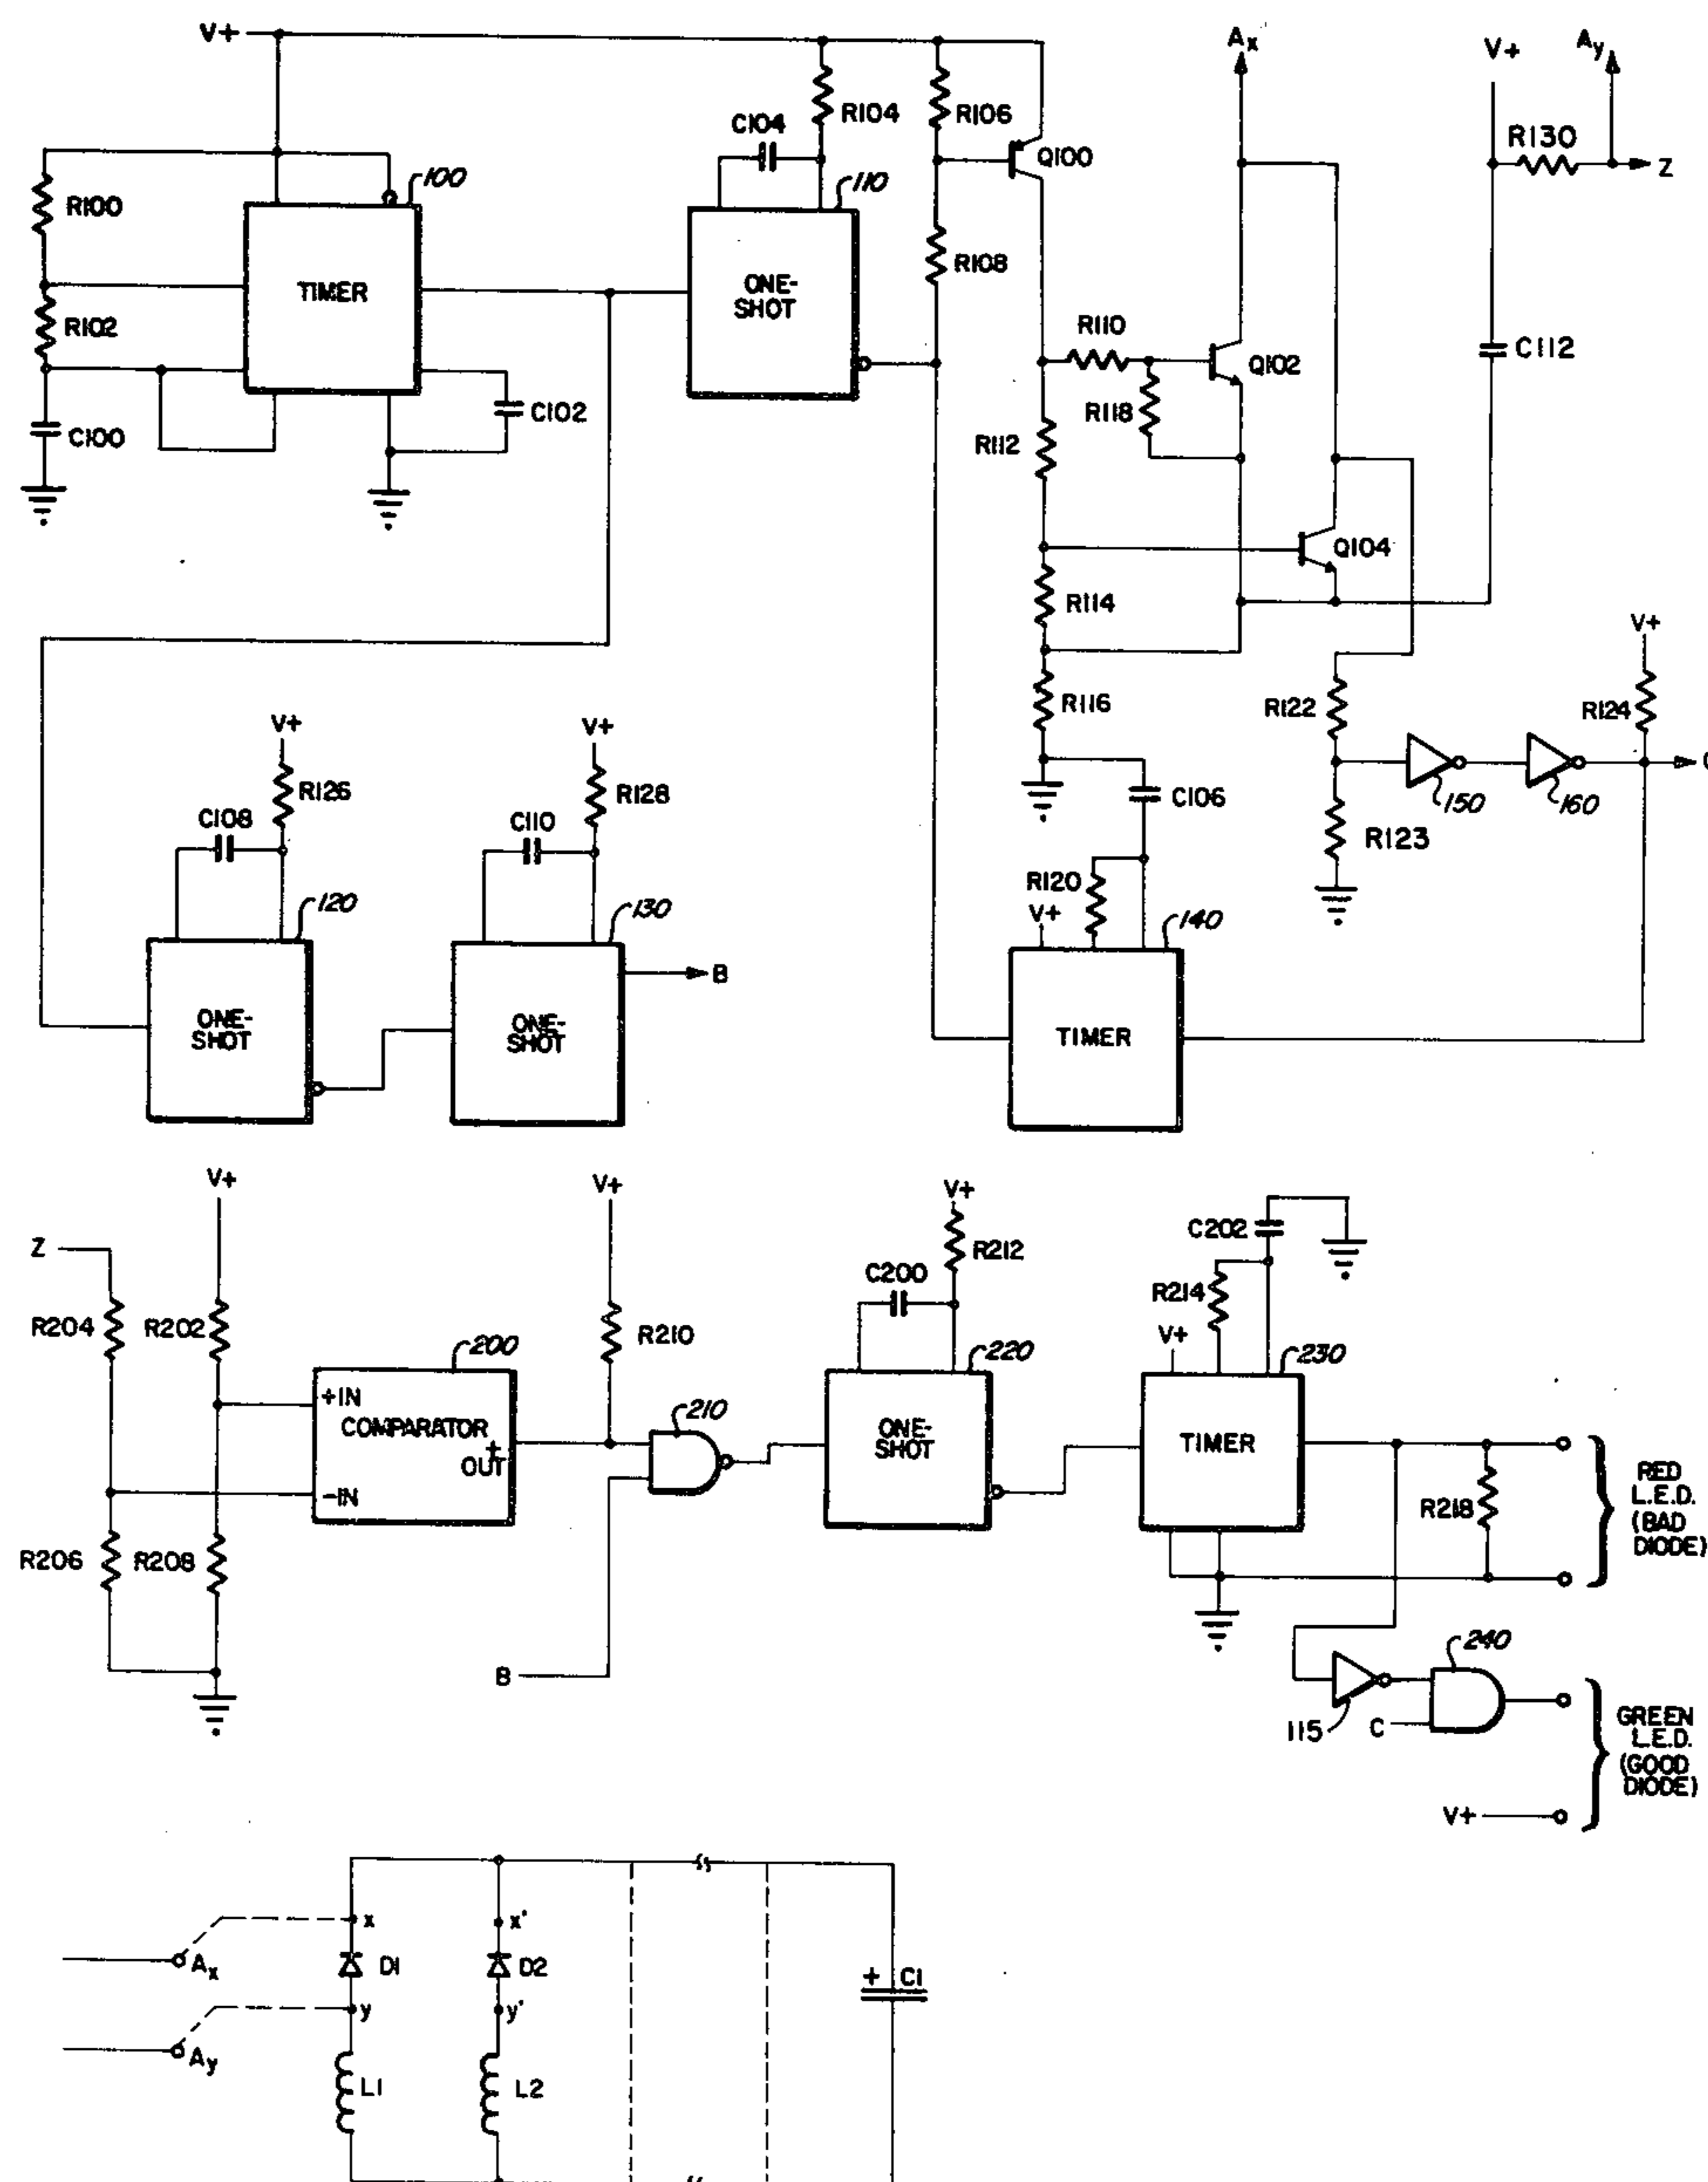 V+
Ax
V+
Ay
R104
R106
C104
Q100
R130
Z
100
110
R100
R108
TIMER
ONE-
SHOT
R102
R110
Q102
C112
C102
R118
C100
R112
Q104
R114
V+
R116
R122
R124
V+
V+
R126
R128
C106
150
160
C108
C110
R123
R120
V+
120
130
140
B
ONE-
SHOT
ONE-
SHOT
TIMER
V+
V+
V+
C202
Z
R212
C200
R214
R204
R202
R210
V+
200
220
230
+IN
COMPARATOR
+
OUT
-IN
210
ONE-
SHOT
TIMER
RED
L.E.D.
(BAD
DIODE)
R218
R206
R208
240
B
115
C
GREEN
L.E.D.
(GOOD
DIODE)
V+
x
x'
Ax
D1
D2
+
C1
y
y'
Ay
L1
L2